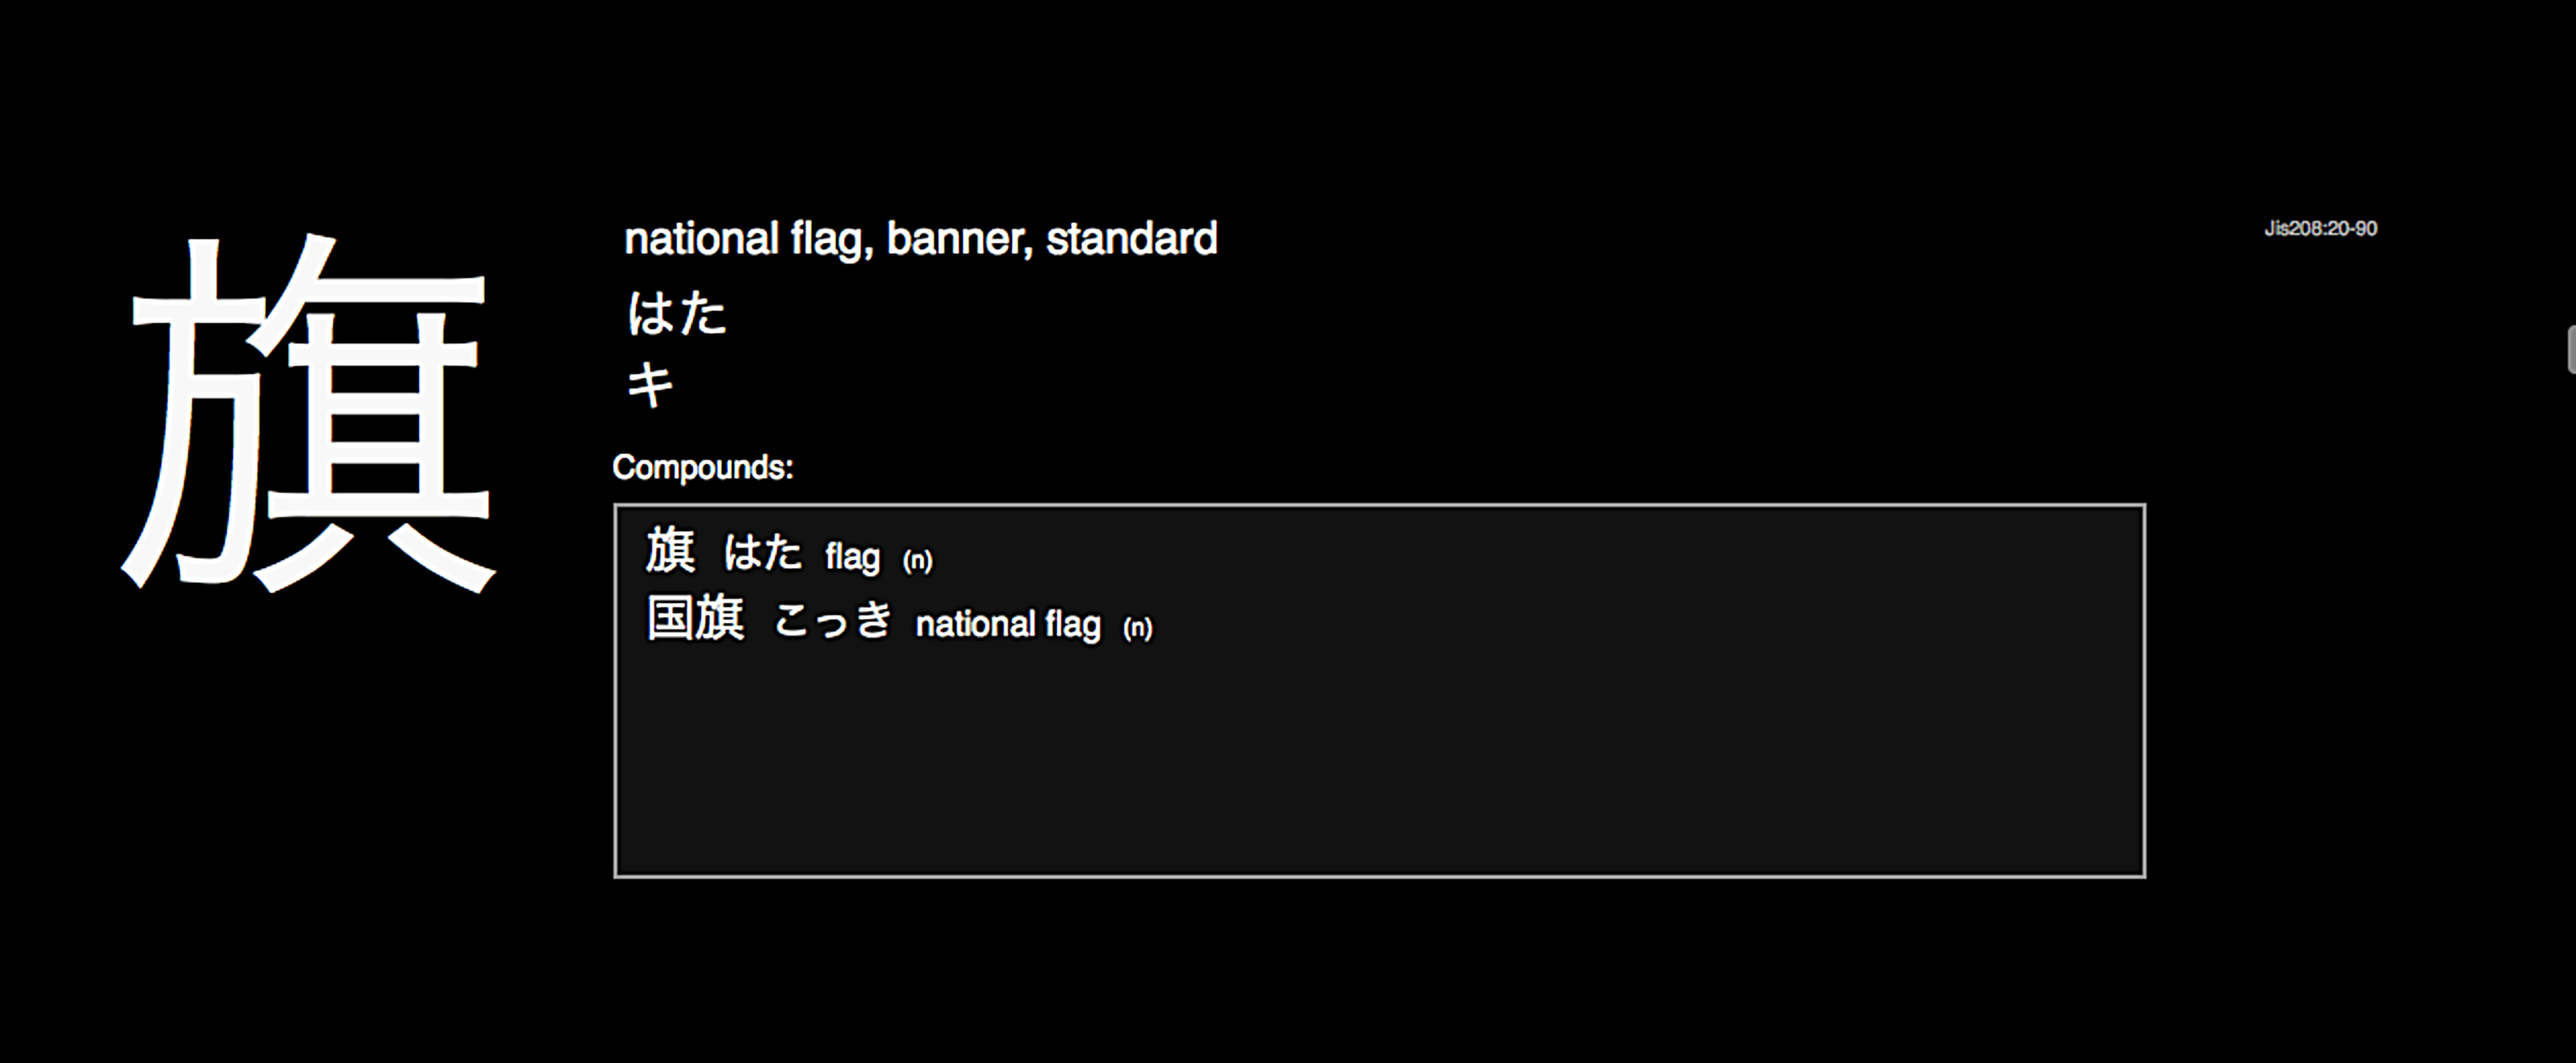 旗
national flag, banner, standard
Jis208:20-90
はた
キ
Compounds:
旗 はた flag (n)
国旗 こっき national flag (n)